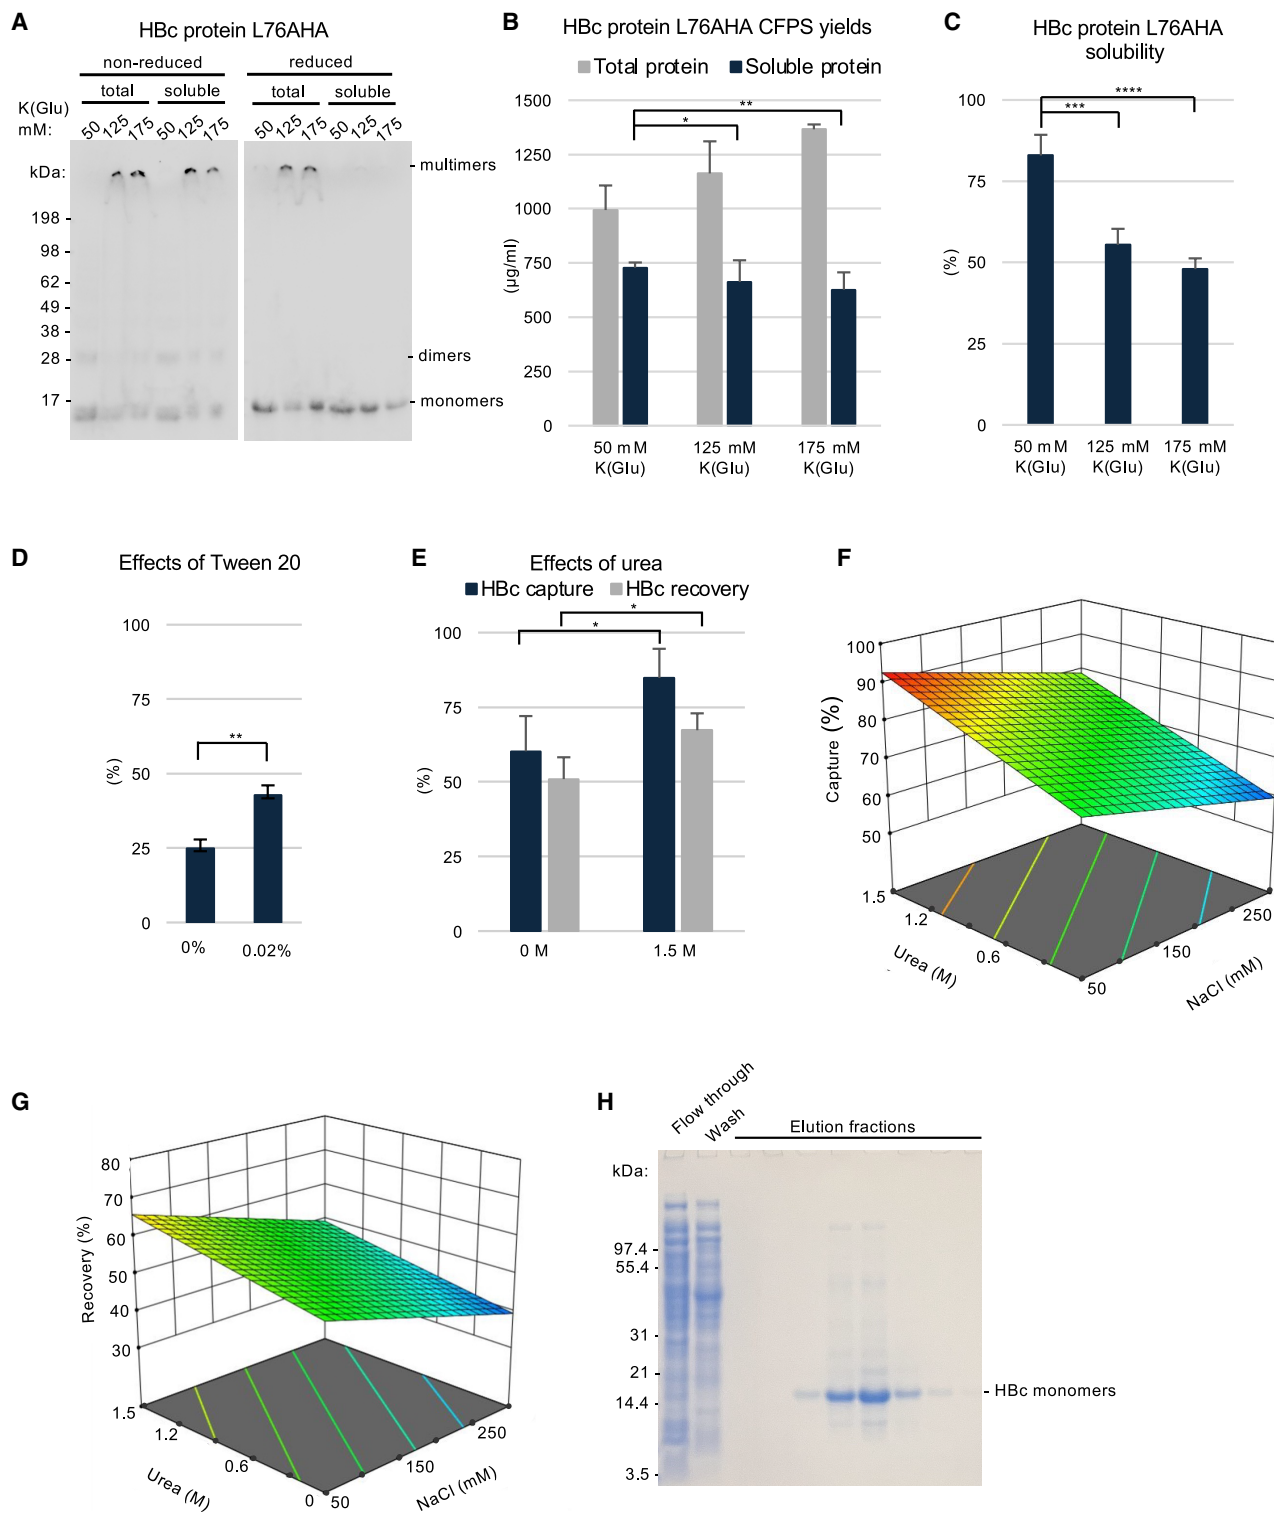 A
HBc protein L76AHA
non-reduced reduced
total soluble total soluble
K(Glu)
mM: 50 125 175 50 125 175 50 125 175 50 125 175
kDa:
198
98
62
49
38
28
17
multimers
dimers
monomers
B
HBc protein L76AHA CFPS yields
Total protein Soluble protein
(µg/ml)
1500
1250
1000
750
500
250
0
*
**
50 mM 125 mM 175 mM
K(Glu) K(Glu) K(Glu)
C
HBc protein L76AHA
solubility
(%)
100
75
50
25
0
***
****
50 mM 125 mM 175 mM
K(Glu) K(Glu) K(Glu)
D
Effects of Tween 20
(%)
100
75
50
25
0
**
0% 0.02%
E
Effects of urea
HBc capture HBc recovery
(%)
100
75
50
25
0
*
*
0 M 1.5 M
F
Capture (%)
100
90
80
70
60
50
1.5
1.2
0.6
Urea (M)
50
150
250
NaCl (mM)
G
Recovery (%)
80
70
60
50
40
30
1.5
1.2
0.6
0
Urea (M)
50
150
250
NaCl (mM)
H
Flow through
Wash
Elution fractions
kDa:
97.4
55.4
31
21
14.4
3.5
HBc monomers